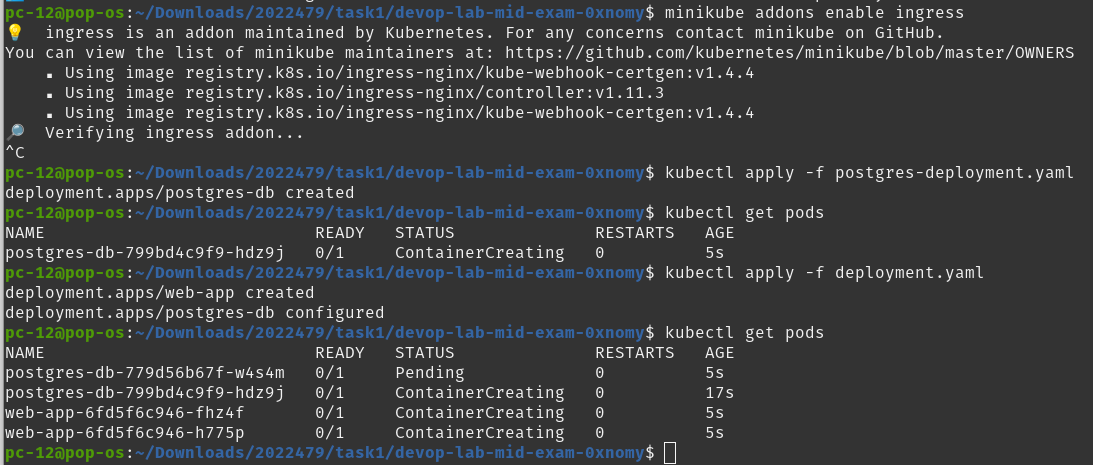 pc-12@pop-os:~/Downloads/2022479/task1/devop-lab-mid-exam-0xnomy$ minikube addons enable ingress
💡  ingress is an addon maintained by Kubernetes. For any concerns contact minikube on GitHub.
You can view the list of minikube maintainers at: https://github.com/kubernetes/minikube/blob/master/OWNERS
    ▪ Using image registry.k8s.io/ingress-nginx/kube-webhook-certgen:v1.4.4
    ▪ Using image registry.k8s.io/ingress-nginx/controller:v1.11.3
    ▪ Using image registry.k8s.io/ingress-nginx/kube-webhook-certgen:v1.4.4
🔎  Verifying ingress addon...
^C
pc-12@pop-os:~/Downloads/2022479/task1/devop-lab-mid-exam-0xnomy$ kubectl apply -f postgres-deployment.yaml
deployment.apps/postgres-db created
pc-12@pop-os:~/Downloads/2022479/task1/devop-lab-mid-exam-0xnomy$ kubectl get pods
NAME                           READY   STATUS              RESTARTS   AGE
postgres-db-799bd4c9f9-hdz9j   0/1     ContainerCreating   0          5s
pc-12@pop-os:~/Downloads/2022479/task1/devop-lab-mid-exam-0xnomy$ kubectl apply -f deployment.yaml
deployment.apps/web-app created
deployment.apps/postgres-db configured
pc-12@pop-os:~/Downloads/2022479/task1/devop-lab-mid-exam-0xnomy$ kubectl get pods
NAME                           READY   STATUS              RESTARTS   AGE
postgres-db-779d56b67f-w4s4m   0/1     Pending             0          5s
postgres-db-799bd4c9f9-hdz9j   0/1     ContainerCreating   0          17s
web-app-6fd5f6c946-fhz4f       0/1     ContainerCreating   0          5s
web-app-6fd5f6c946-h775p       0/1     ContainerCreating   0          5s
pc-12@pop-os:~/Downloads/2022479/task1/devop-lab-mid-exam-0xnomy$